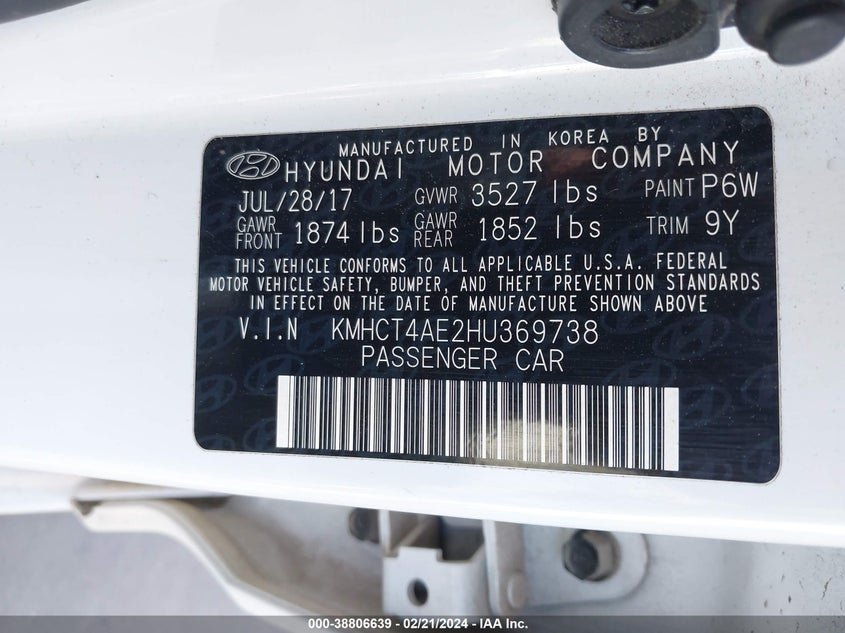 MANUFACTURED IN KOREA BY
HYUNDAI MOTOR COMPANY
JUL/28/17 GVWR 3527 lbs PAINT P6W
GAWR FRONT 1874 lbs GAWR REAR 1852 lbs TRIM 9Y
THIS VEHICLE CONFORMS TO ALL APPLICABLE U.S.A. FEDERAL
MOTOR VEHICLE SAFETY, BUMPER, AND THEFT PREVENTION STANDARDS
IN EFFECT ON THE DATE OF MANUFACTURE SHOWN ABOVE
V.I.N KMHCT4AE2HU369738
PASSENGER CAR
000-38806639 - 02/21/2024 - IAA Inc.